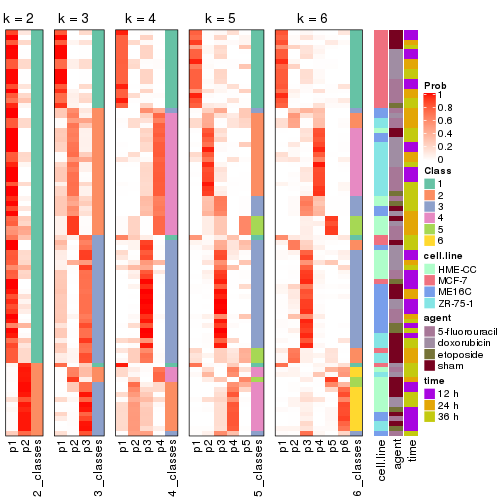 k = 2
k = 3
k = 4
k = 5
k = 6
Prob
1
0.8
0.6
0.4
0.2
0
Class
1
2
3
4
5
6
cell.line
HME-CC
MCF-7
ME16C
ZR-75-1
agent
5-fluorouracil
doxorubicin
etoposide
sham
time
12 h
24 h
36 h
p1
p2
2_classes
p1
p2
p3
3_classes
p1
p2
p3
p4
4_classes
p1
p2
p3
p4
p5
5_classes
p1
p2
p3
p4
p5
p6
6_classes
cell.line
agent
time